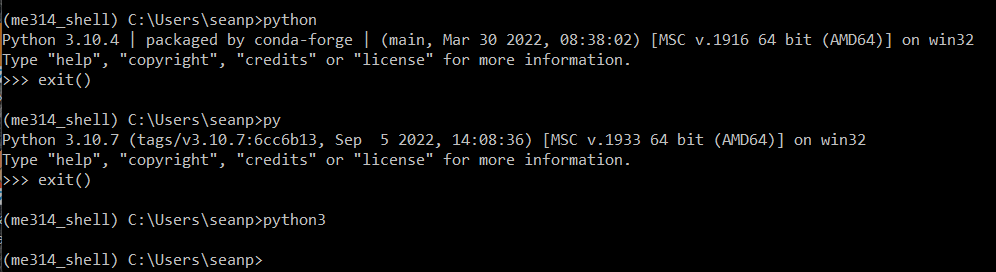 (me314_shell) C:\Users\seanp>python
Python 3.10.4 | packaged by conda-forge | (main, Mar 30 2022, 08:38:02) [MSC v.1916 64 bit (AMD64)] on win32
Type "help", "copyright", "credits" or "license" for more information.
>>> exit()
(me314_shell) C:\Users\seanp>py
Python 3.10.7 (tags/v3.10.7:6cc6b13, Sep  5 2022, 14:08:36) [MSC v.1933 64 bit (AMD64)] on win32
Type "help", "copyright", "credits" or "license" for more information.
>>> exit()
(me314_shell) C:\Users\seanp>python3
(me314_shell) C:\Users\seanp>